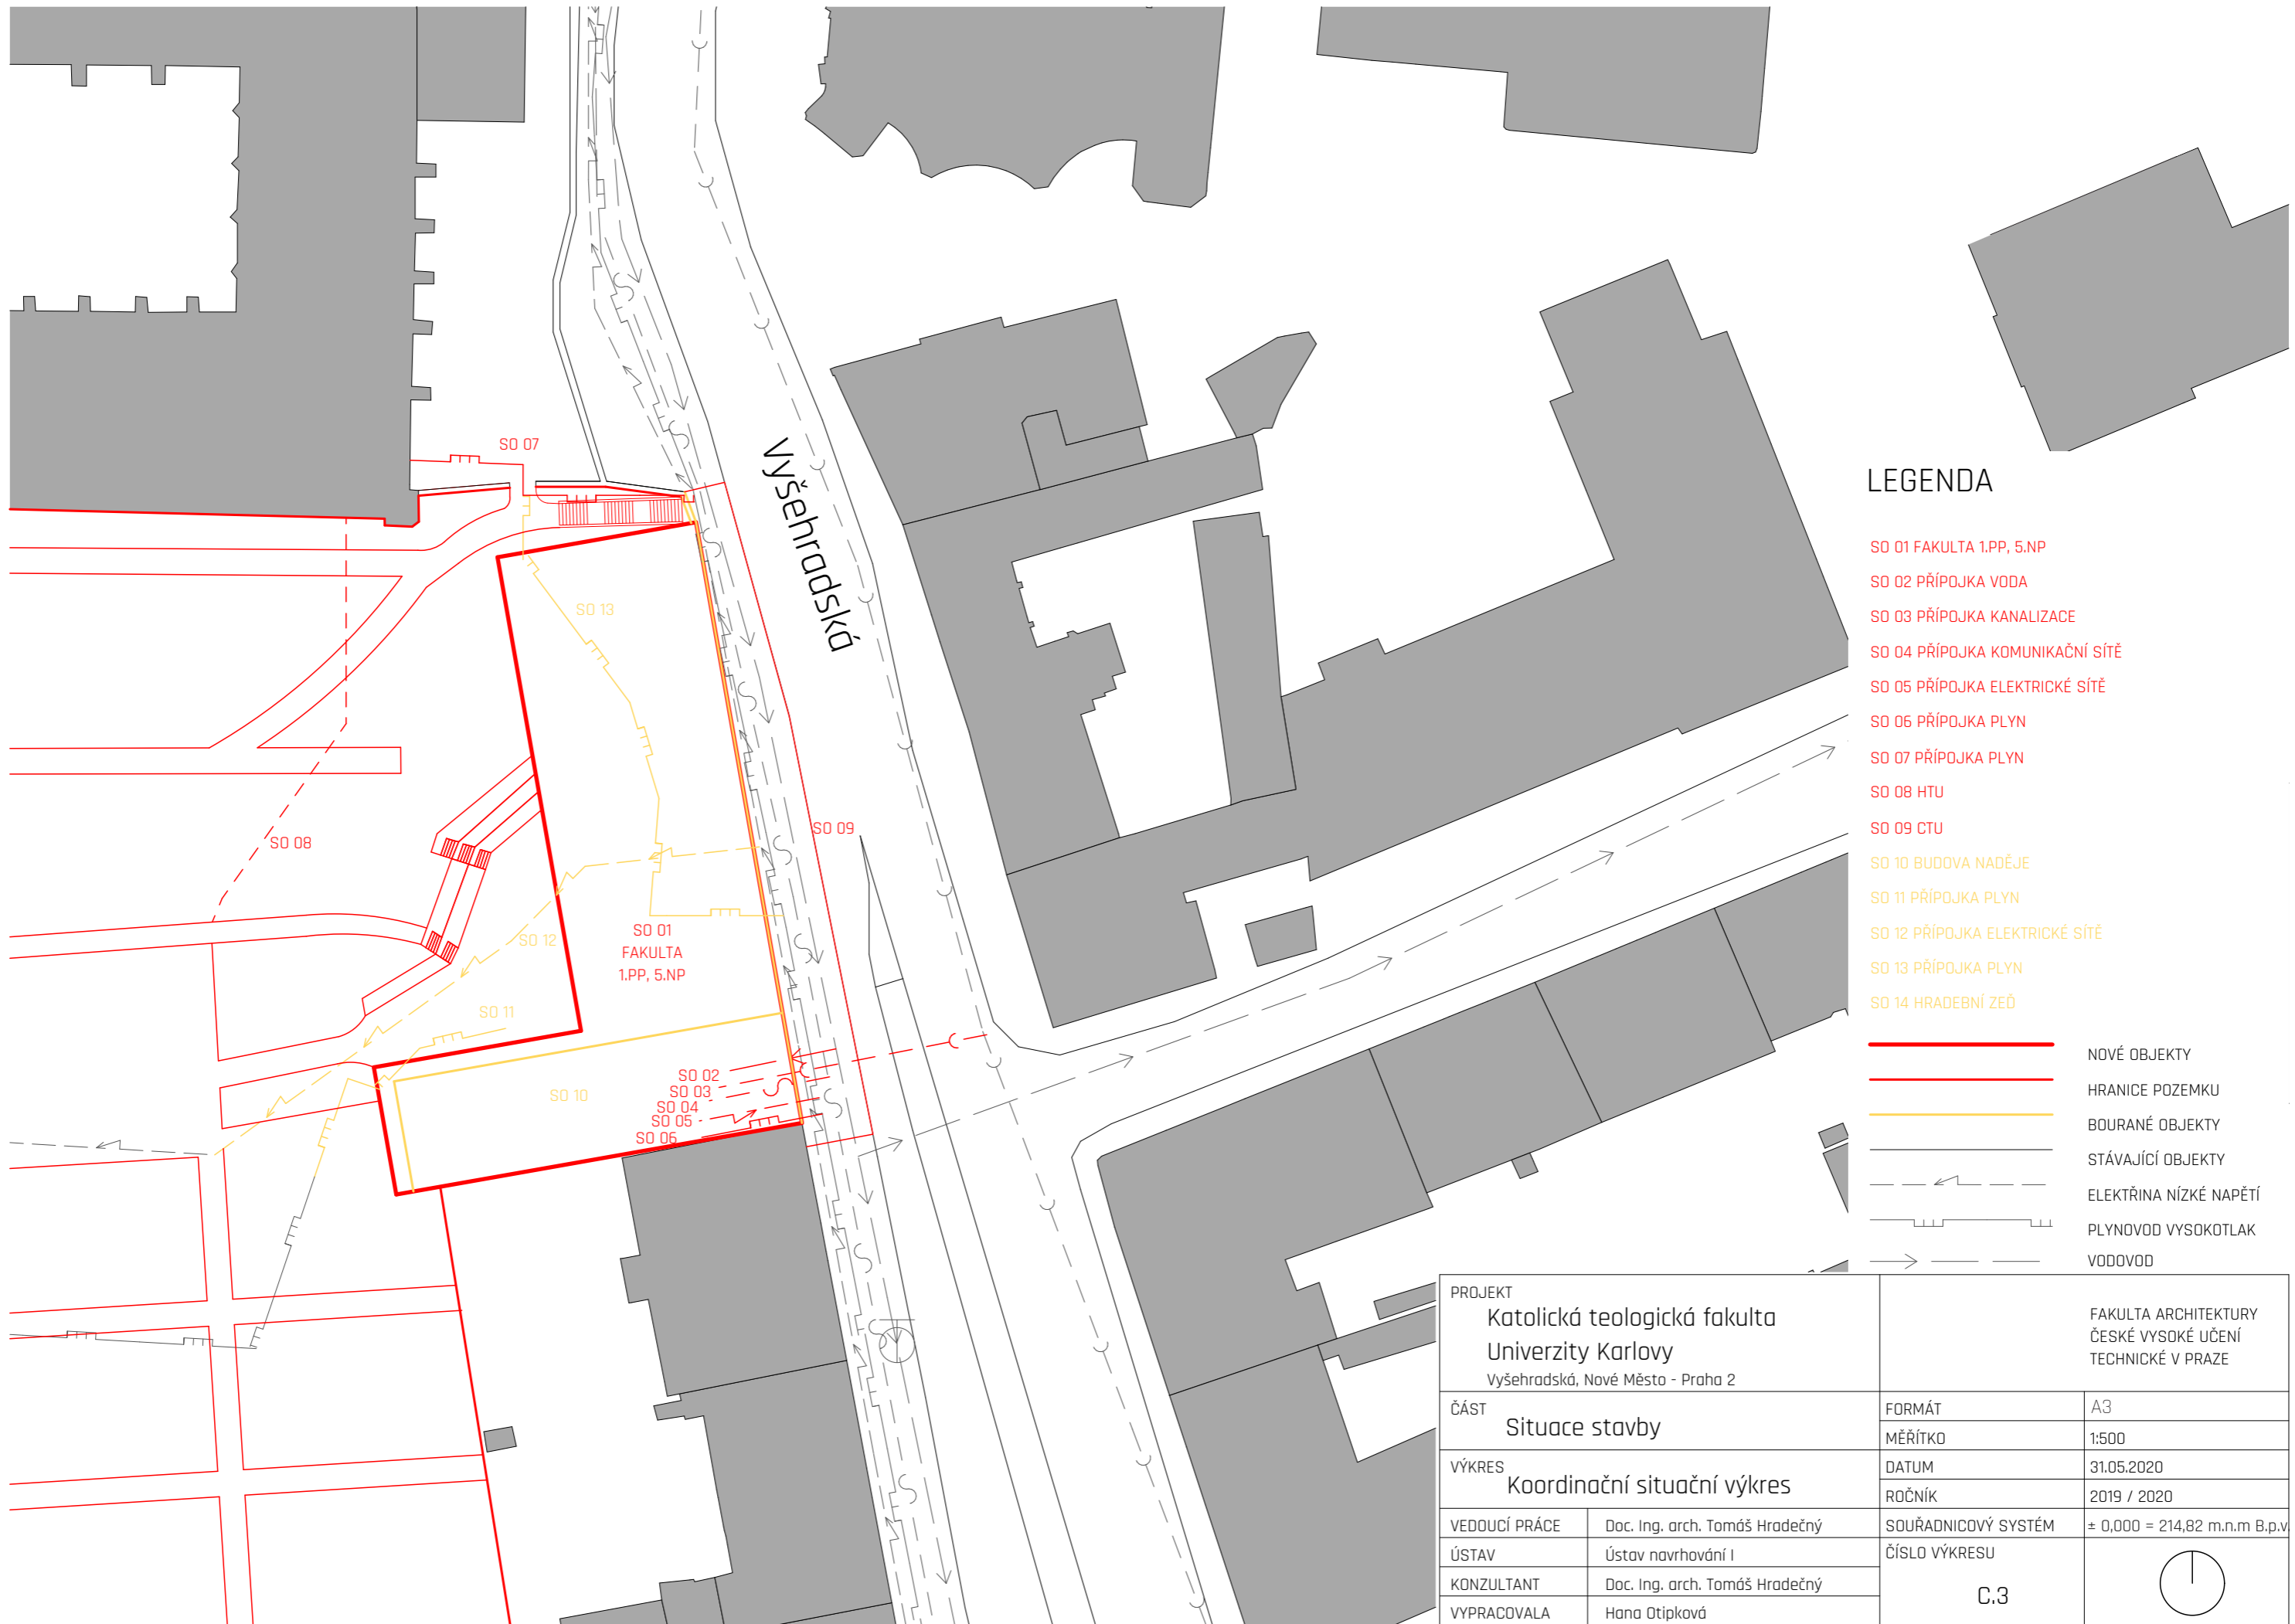 SO 07
Vyšehradská
SO 13
SO 09
SO 08
SO 01
FAKULTA
1.PP, 5.NP
SO 12
SO 11
SO 10
SO 02
SO 03
SO 04
SO 05
SO 06
LEGENDA
SO 01 FAKULTA 1.PP, 5.NP
SO 02 PŘÍPOJKA VODA
SO 03 PŘÍPOJKA KANALIZACE
SO 04 PŘÍPOJKA KOMUNIKAČNÍ SÍTĚ
SO 05 PŘÍPOJKA ELEKTRICKÉ SÍTĚ
SO 06 PŘÍPOJKA PLYN
SO 07 PŘÍPOJKA PLYN
SO 08 HTU
SO 09 CTU
SO 10 BUDOVA NADĚJE
SO 11 PŘÍPOJKA PLYN
SO 12 PŘÍPOJKA ELEKTRICKÉ SÍTĚ
SO 13 PŘÍPOJKA PLYN
SO 14 HRADEBNÍ ZEĎ
NOVÉ OBJEKTY
HRANICE POZEMKU
BOURANÉ OBJEKTY
STÁVAJÍCÍ OBJEKTY
ELEKTŘINA NÍZKÉ NAPĚTÍ
PLYNOVOD VYSOKOTLAK
VODOVOD
PROJEKT
Katolická teologická fakulta
Univerzity Karlovy
Vyšehradská, Nové Město - Praha 2
FAKULTA ARCHITEKTURY
ČESKÉ VYSOKÉ UČENÍ
TECHNICKÉ V PRAZE
ČÁST Situace stavby
FORMÁT A3
MĚŘÍTKO 1:500
VÝKRES Koordinační situační výkres
DATUM 31.05.2020
ROČNÍK 2019 / 2020
VEDOUCÍ PRÁCE Doc. Ing. arch. Tomáš Hradečný
SOUŘADNICOVÝ SYSTÉM ± 0,000 = 214,82 m.n.m B.p.v.
ÚSTAV Ústav navrhování I
ČÍSLO VÝKRESU
KONZULTANT Doc. Ing. arch. Tomáš Hradečný
C.3
VYPRACOVALA Hana Otipková